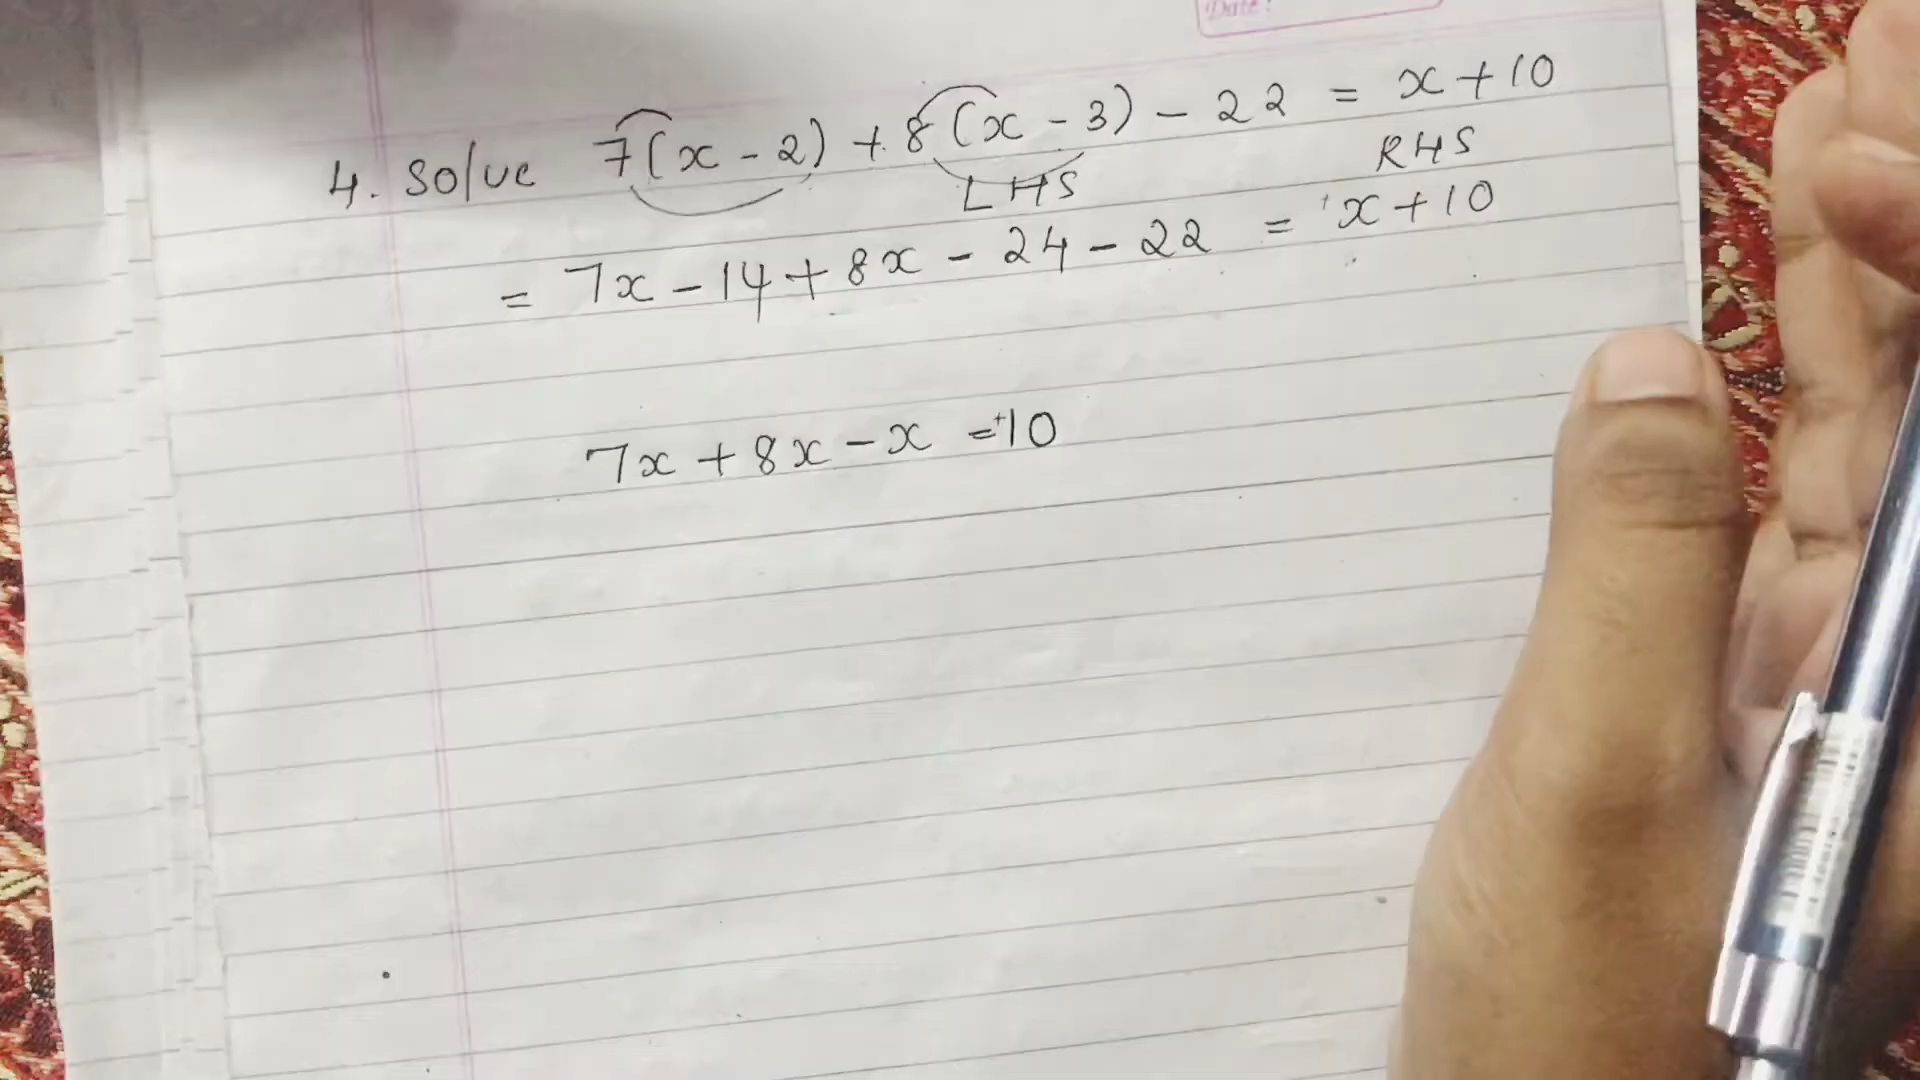 Date :
4. solve 7(x - 2) + 8(x - 3) - 22 = x + 10
LHS RHS
= 7x - 14 + 8x - 24 - 22 = x + 10
7x + 8x - x = +10